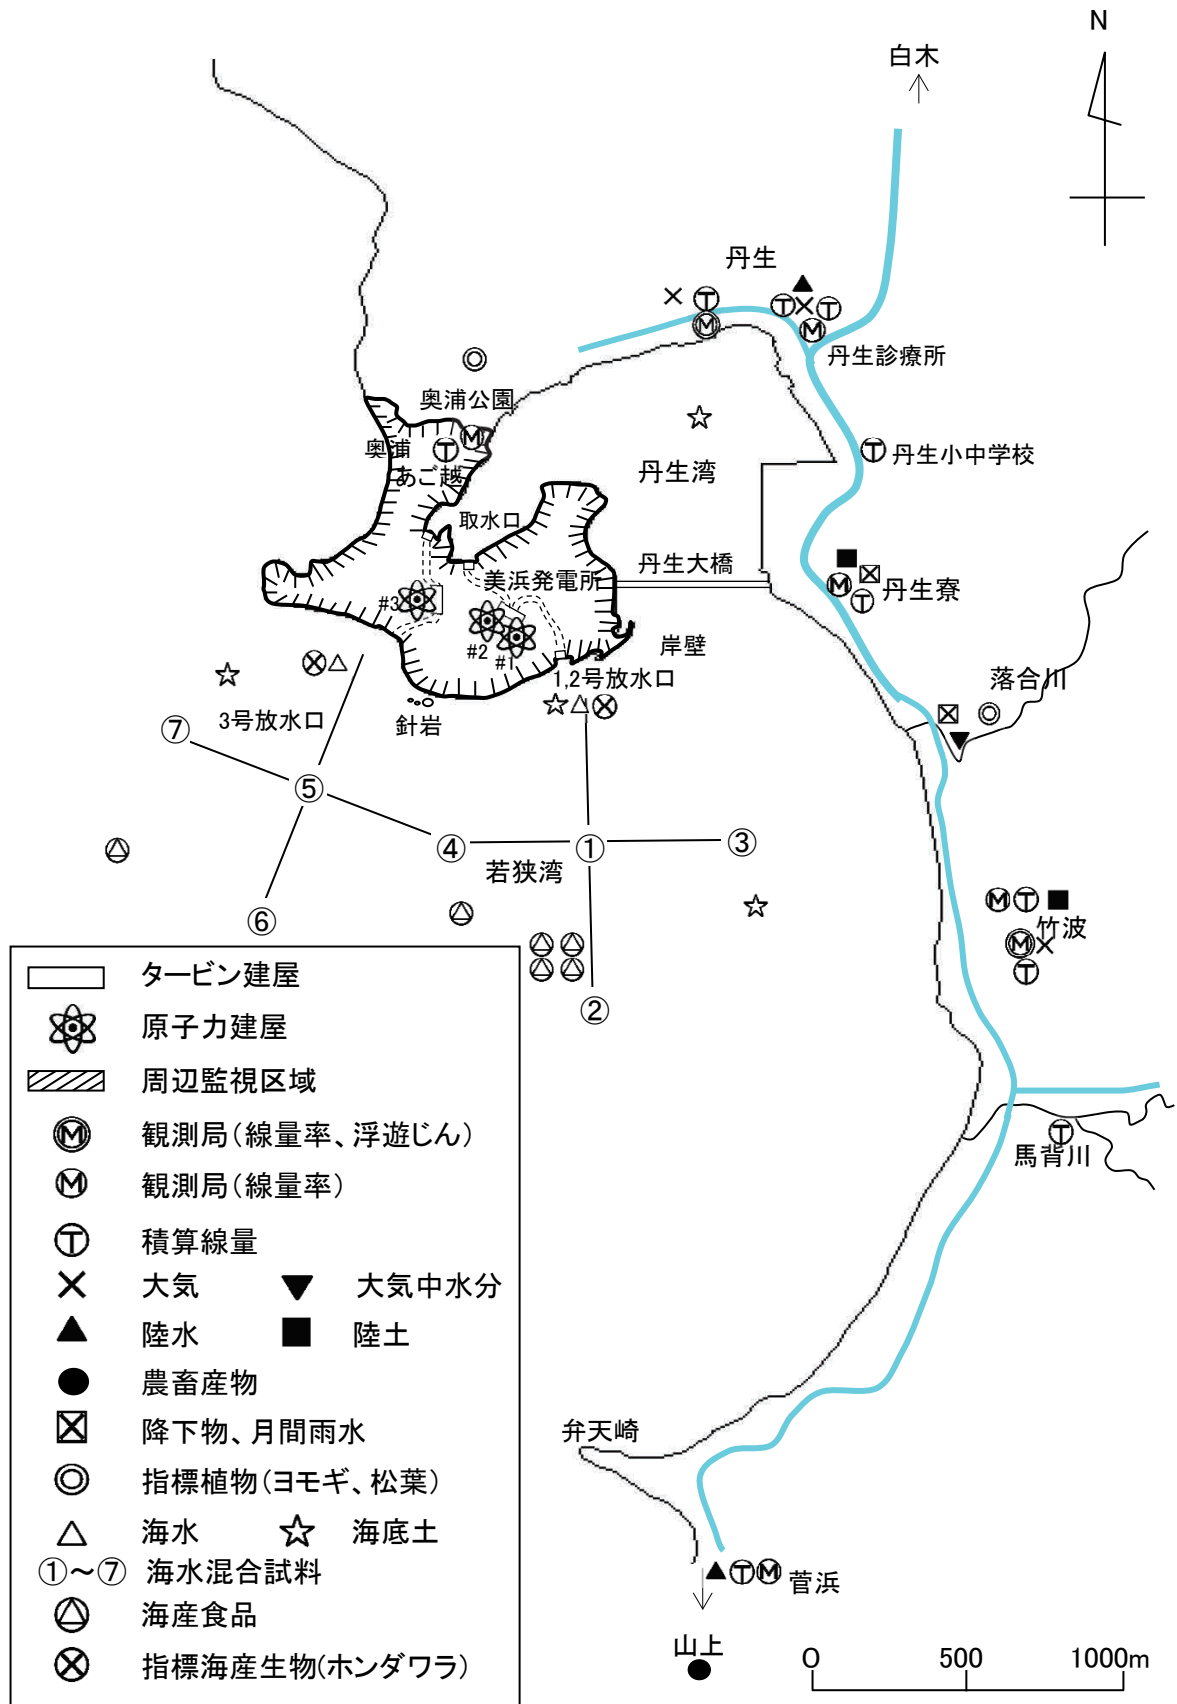 N
白木
丹生
T
T
T
M
M
丹生診療所
奥浦公園
M
奥浦
T
あご越
T
丹生小中学校
丹生湾
取水口
丹生大橋
美浜発電所
M
T
丹生寮
#3
#2
#1
岸壁
1,2号放水口
落合川
3号放水口
針岩
⑦
⑤
④
①
③
若狭湾
⑥
②
M
T
竹波
M
T
T
馬背川
弁天崎
T
M
菅浜
山上
0
500
1000m
タービン建屋
原子力建屋
周辺監視区域
M
観測局(線量率、浮遊じん)
M
観測局(線量率)
T
積算線量
大気
大気中水分
陸水
陸土
農畜産物
降下物、月間雨水
指標植物(ヨモギ、松葉)
海水
海底土
①～⑦ 海水混合試料
海産食品
指標海産生物(ホンダワラ)